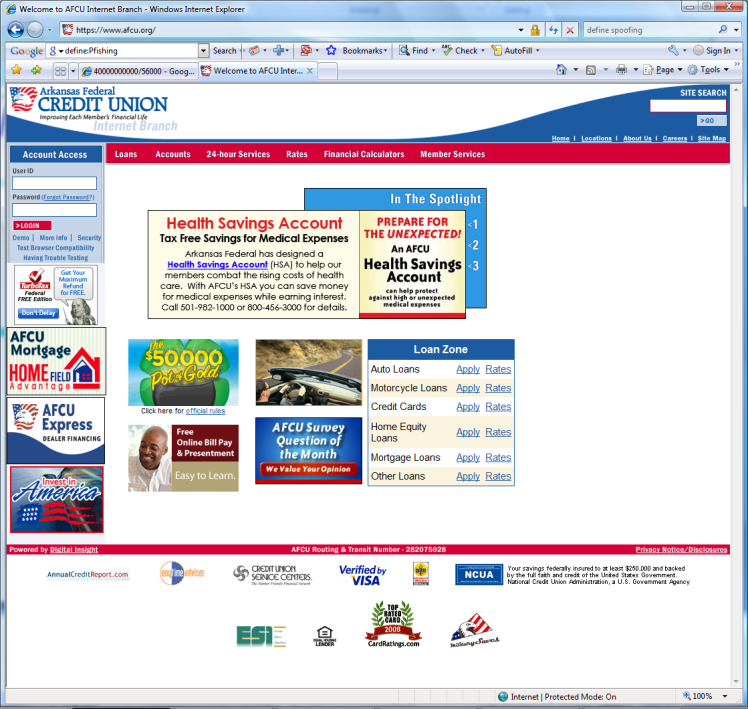 Welcome to AFCU Internet Branch - Windows Internet Explorer
https://www.afcu.org/
define spoofing
Google
define:Pfishing
Search
Bookmarks
Find
Check
AutoFill
Sign In
40000000000/56000 - Goog...
Welcome to AFCU Inter...
Page
Tools
Arkansas Federal
CREDIT UNION
Improving Each Member's Financial Life
Internet Branch
SITE SEARCH
>GO
Home | Locations | About Us | Careers | Site Map
Account Access
Loans
Accounts
24-hour Services
Rates
Financial Calculators
Member Services
User ID
Password (Forgot Password?)
>LOGIN
Demo | More Info | Security
Test Browser Compatibility
Having Trouble Testing
TurboTax
Federal
FREE Edition
Get Your
Maximum
Refund
for FREE.
Don't Delay
AFCU
Mortgage
HOME FIELD
Advantage
AFCU
Express
DEALER FINANCING
Invest in
America
In The Spotlight
<1
<2
<3
Health Savings Account
Tax Free Savings for Medical Expenses
Arkansas Federal has designed a
Health Savings Account (HSA) to help our
members combat the rising costs of health
care. With AFCU's HSA you can save money
for medical expenses while earning interest.
Call 501-982-1000 or 800-456-3000 for details.
PREPARE FOR
THE UNEXPECTED!
An AFCU
Health Savings
Account
can help protect
against high or unexpected
medical expenses
the
$50,000
Pot of Gold
Click here for official rules
Free
Online Bill Pay
& Presentment
Easy to Learn.
AFCU Survey
Question of
the Month
We Value Your Opinion
Loan Zone
Auto Loans Apply Rates
Motorcycle Loans Apply Rates
Credit Cards Apply Rates
Home Equity
Loans Apply Rates
Mortgage Loans Apply Rates
Other Loans Apply Rates
Powered by Digital Insight
AFCU Routing & Transit Number - 282075028
Privacy Notice/Disclosures
AnnualCreditReport.com
adviser
CREDIT UNION
SERVICE CENTERS.
Verified by
VISA
NCUA
Your savings federally insured to at least $250,000 and backed
by the full faith and credit of the United States Government.
National Credit Union Administration, a U.S. Government Agency
ESI
EQUAL HOUSING
LENDER
TOP
RATED
CARD
2008
CardRatings.com
Military Saves
Internet | Protected Mode: On
100%